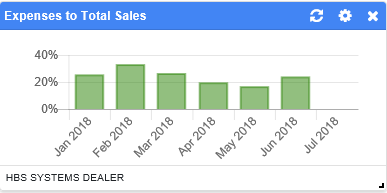 Expenses to Total Sales
40%
20%
0%
Jan 2018
Feb 2018
Mar 2018
Apr 2018
May 2018
Jun 2018
Jul 2018
HBS SYSTEMS DEALER